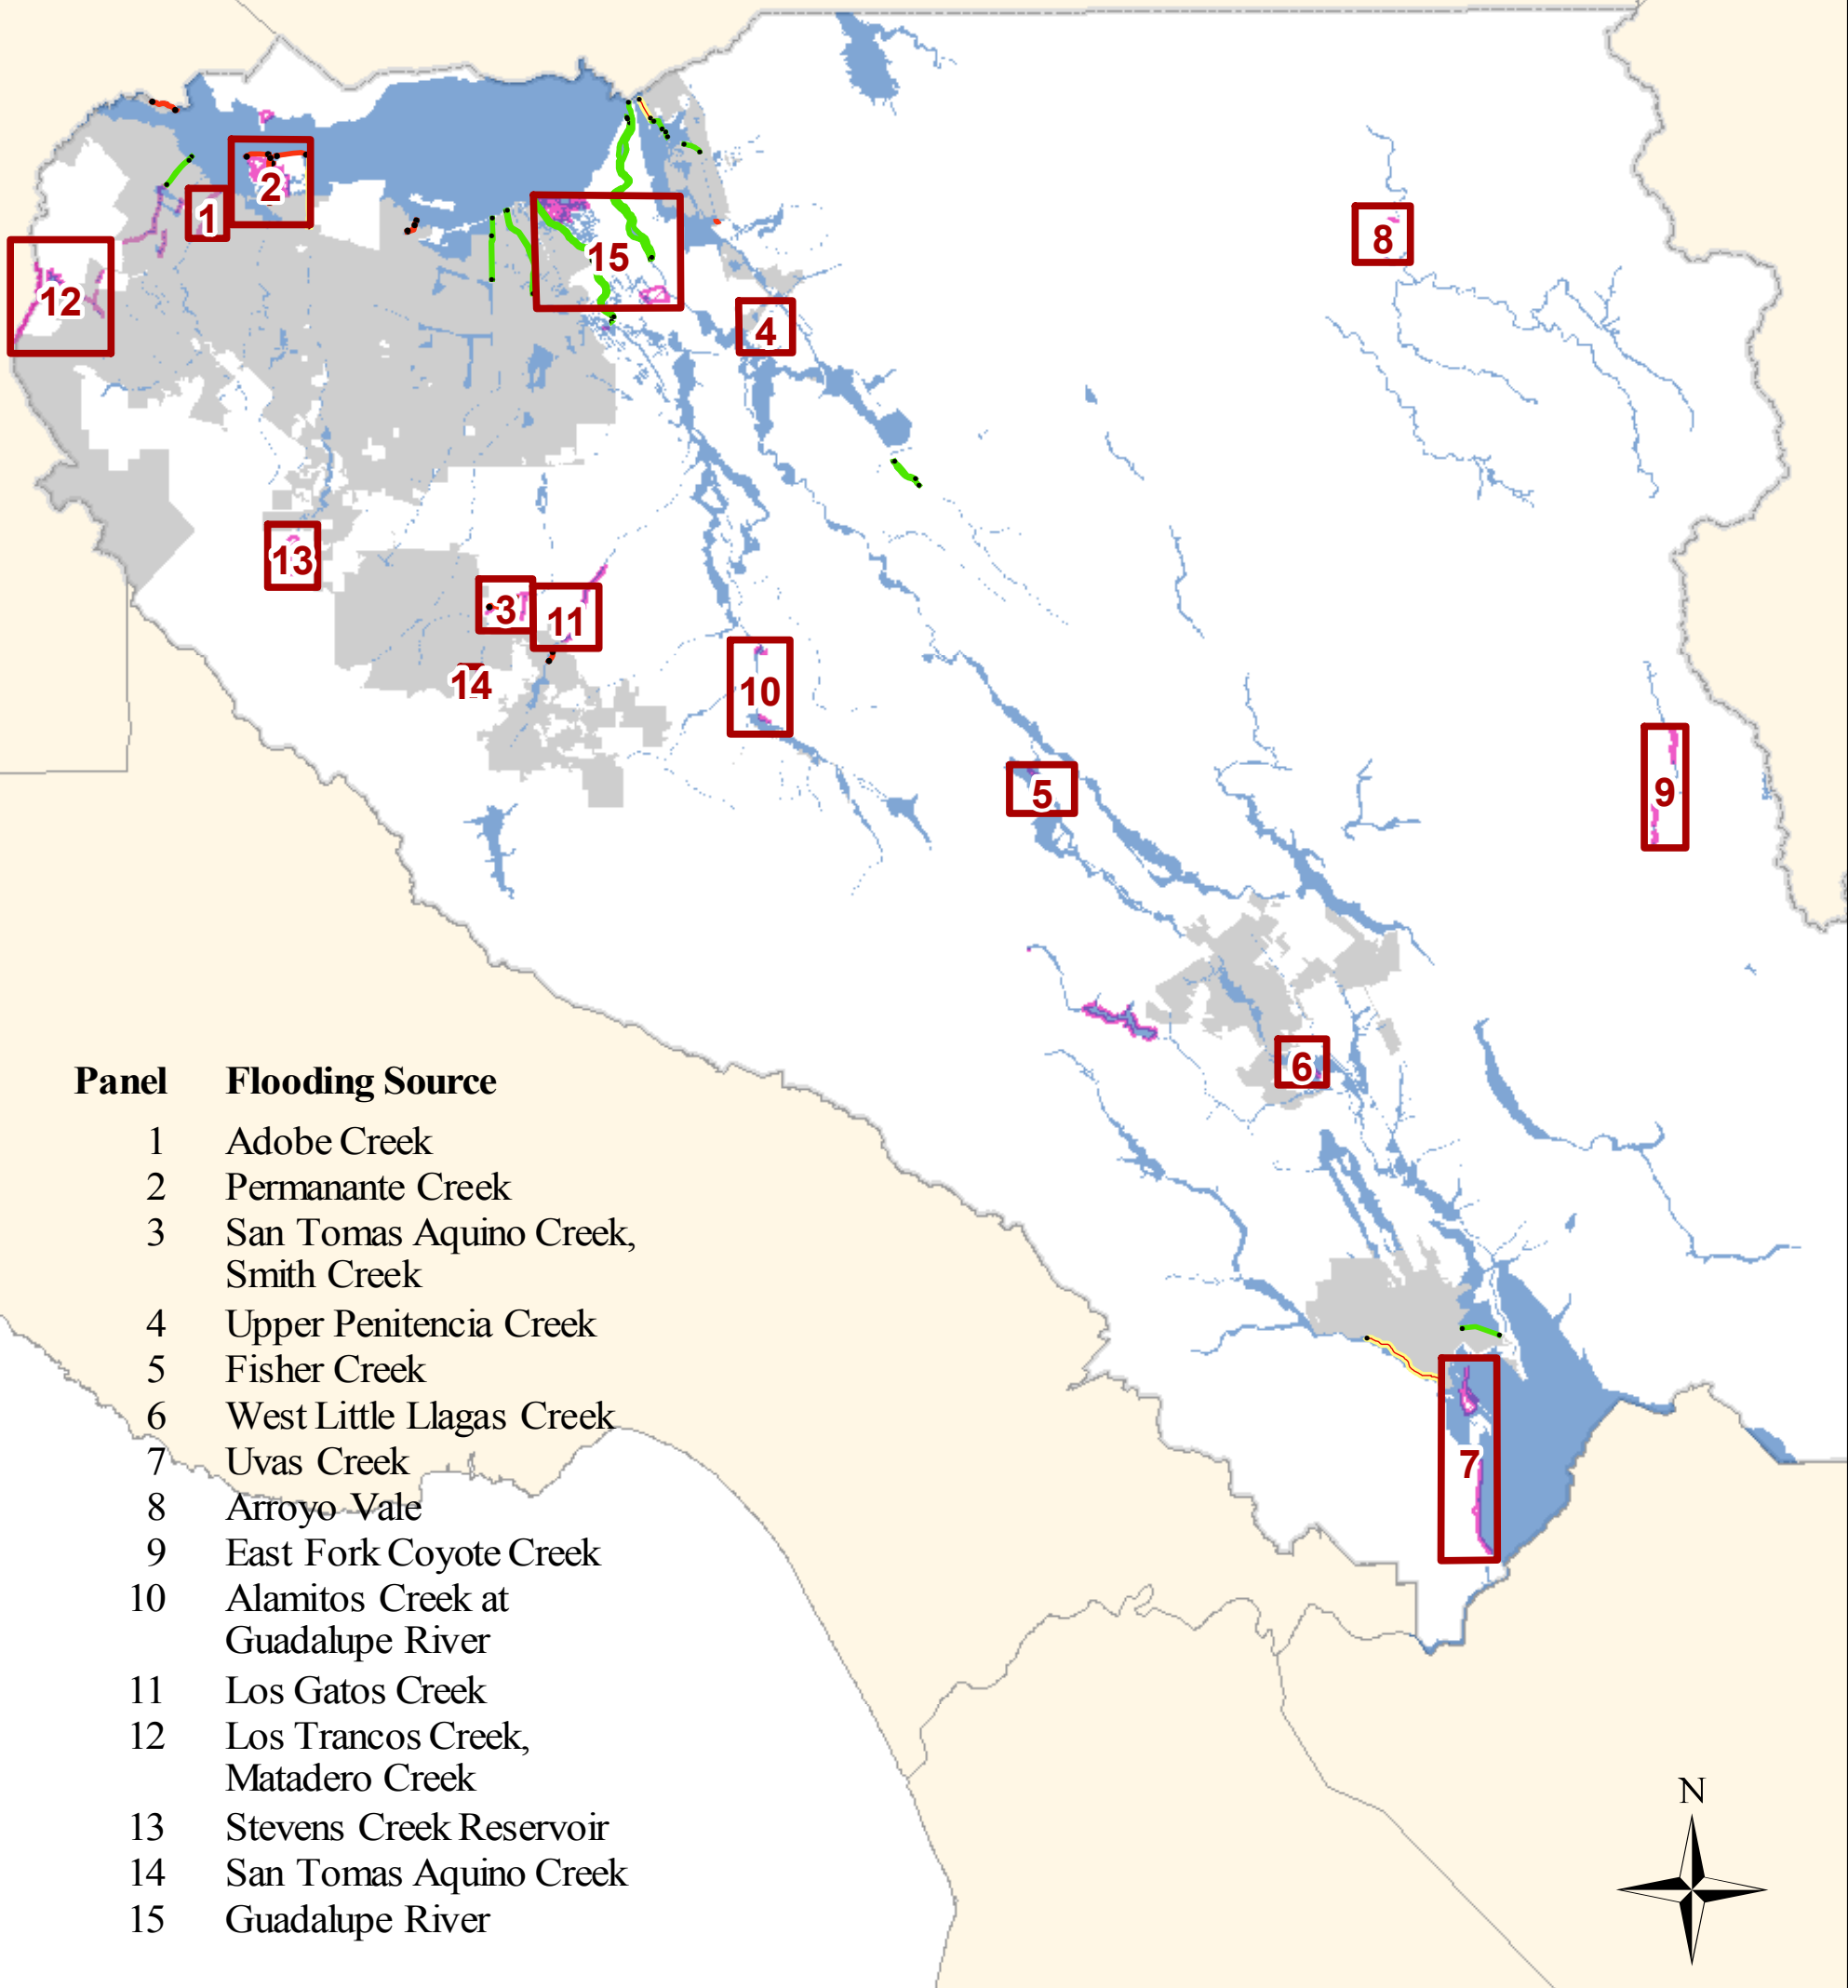 1
2
15
8
12
4
13
3
11
14
10
5
9
6
7
Panel Flooding Source
1 Adobe Creek
2 Permanante Creek
3 San Tomas Aquino Creek,
Smith Creek
4 Upper Penitencia Creek
5 Fisher Creek
6 West Little Llagas Creek
7 Uvas Creek
8 Arroyo Vale
9 East Fork Coyote Creek
10 Alamitos Creek at
Guadalupe River
11 Los Gatos Creek
12 Los Trancos Creek,
Matadero Creek
13 Stevens Creek Reservoir
14 San Tomas Aquino Creek
15 Guadalupe River
N